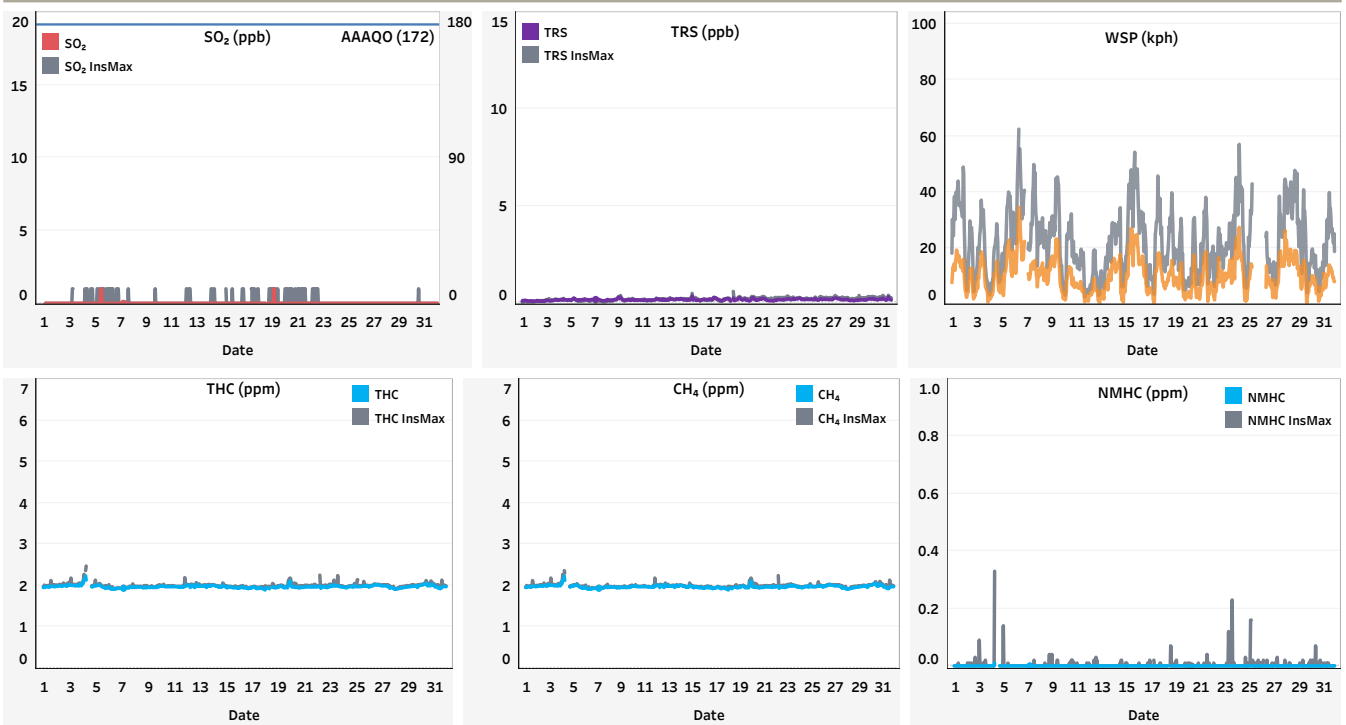 SO₂ (ppb)
AAAQO (172)
SO₂
SO₂ InsMax
20
15
10
5
0
180
90
0
1 3 5 7 9 11 13 15 17 19 21 23 25 27 29 31
Date
TRS (ppb)
TRS
TRS InsMax
15
10
5
0
1 3 5 7 9 11 13 15 17 19 21 23 25 27 29 31
Date
WSP (kph)
100
80
60
40
20
0
1 3 5 7 9 11 13 15 17 19 21 23 25 27 29 31
Date
THC (ppm)
THC
THC InsMax
7
6
5
4
3
2
1
0
1 3 5 7 9 11 13 15 17 19 21 23 25 27 29 31
Date
CH₄ (ppm)
CH₄
CH₄ InsMax
7
6
5
4
3
2
1
0
1 3 5 7 9 11 13 15 17 19 21 23 25 27 29 31
Date
NMHC (ppm)
NMHC
NMHC InsMax
1.0
0.8
0.6
0.4
0.2
0.0
1 3 5 7 9 11 13 15 17 19 21 23 25 27 29 31
Date